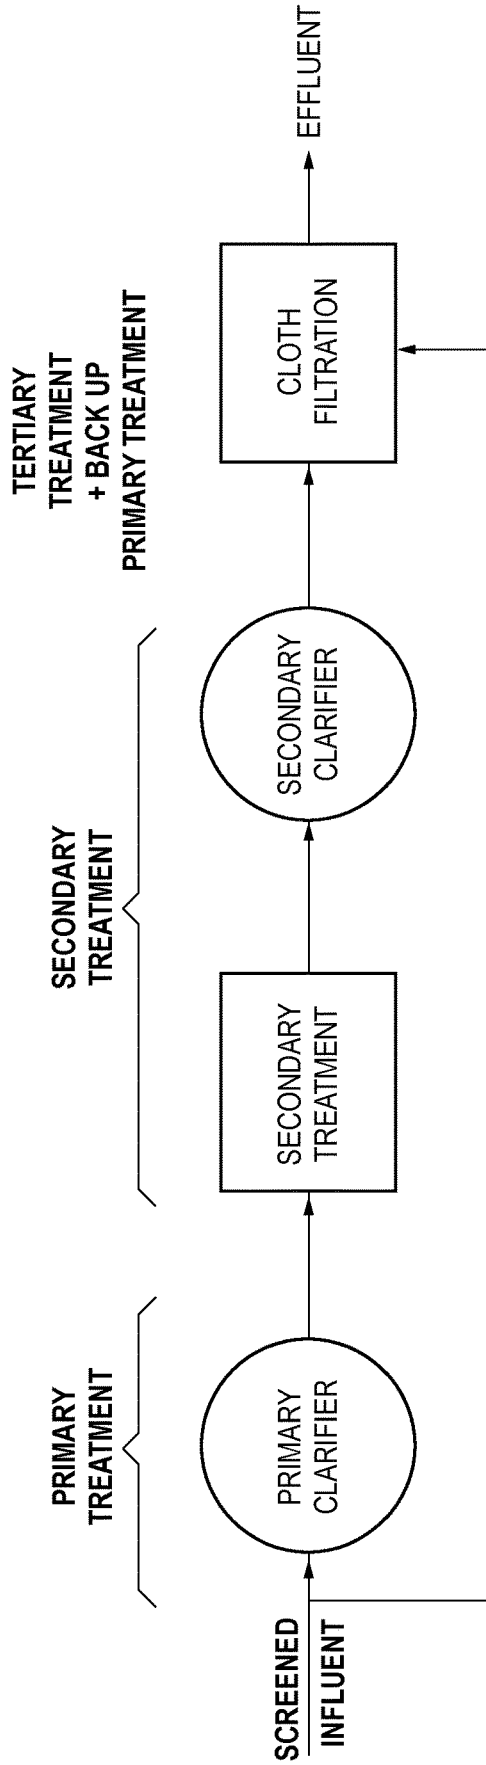 PRIMARY
TREATMENT
SECONDARY
TREATMENT
TERTIARY
TREATMENT
+ BACK UP
PRIMARY TREATMENT
SCREENED
INFLUENT
PRIMARY
CLARIFIER
SECONDARY
TREATMENT
SECONDARY
CLARIFIER
CLOTH
FILTRATION
EFFLUENT